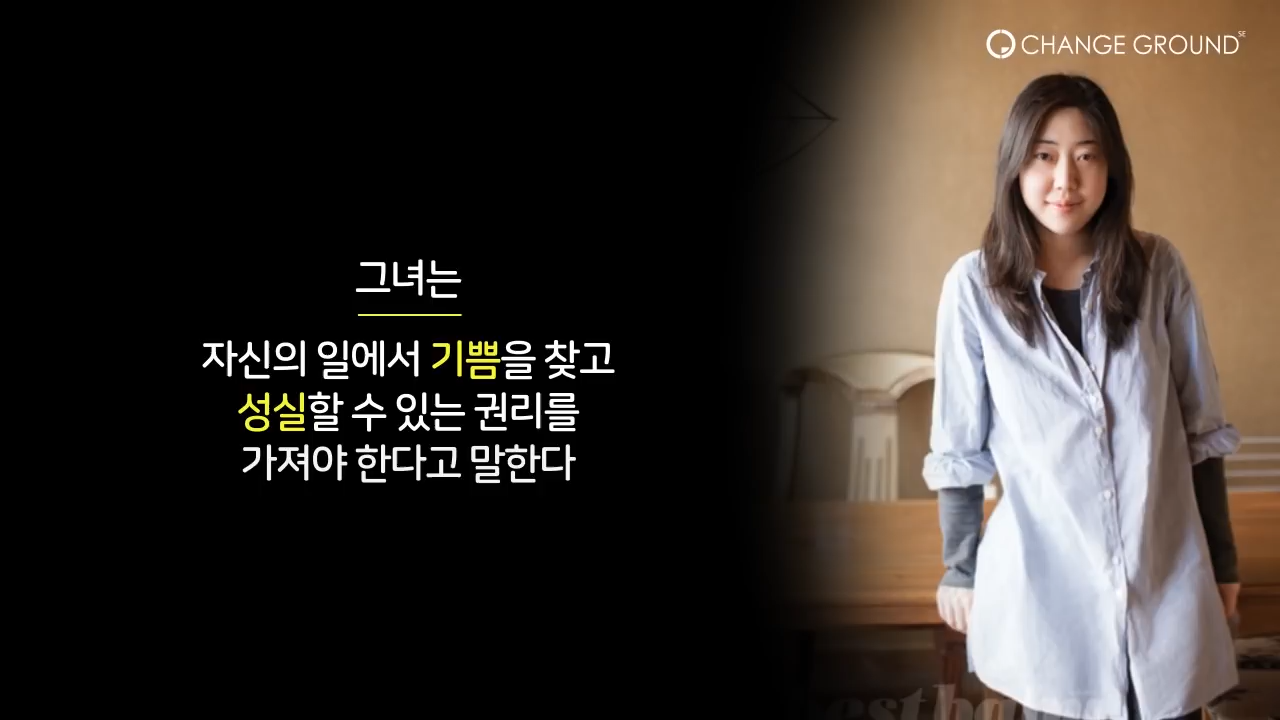 CHANGE GROUND SE
그녀는
자신의 일에서 기쁨을 찾고
성실할 수 있는 권리를
가져야 한다고 말한다